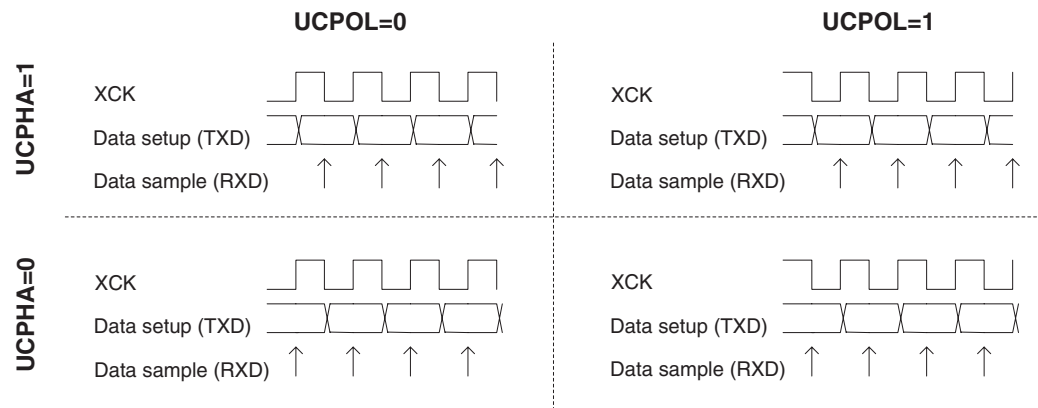 UCPOL=0
UCPOL=1
UCPHA=1
XCK
Data setup (TXD)
Data sample (RXD)
XCK
Data setup (TXD)
Data sample (RXD)
UCPHA=0
XCK
Data setup (TXD)
Data sample (RXD)
XCK
Data setup (TXD)
Data sample (RXD)